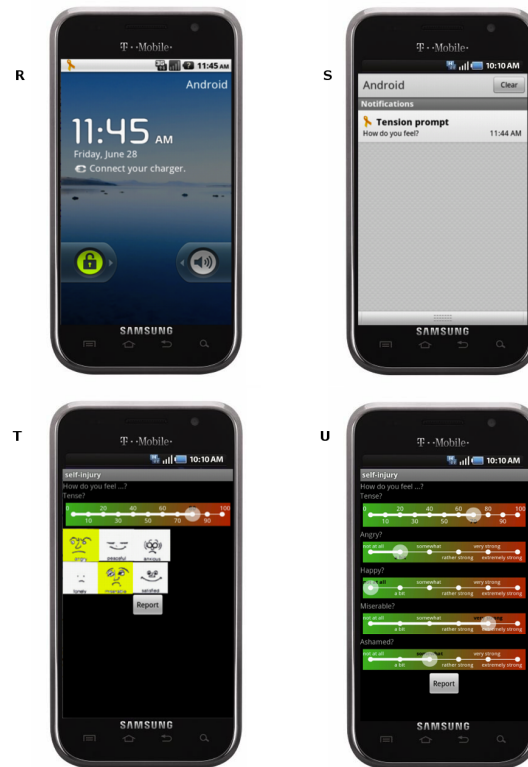 R
T··Mobile·
11:45 AM
Android
11:45 AM
Friday, June 28
Connect your charger.
SAMSUNG
S
T··Mobile·
10:10 AM
Android
Clear
Notifications
Tension prompt
How do you feel?
11:44 AM
SAMSUNG
T
T··Mobile·
10:10 AM
self-injury
How do you feel ...?
Tense?
0 20 40 60 80 100
10 30 50 70 90
angry peaceful anxious
lonely miserable satisfied
Report
SAMSUNG
U
T··Mobile·
10:10 AM
self-injury
How do you feel ...?
Tense?
0 20 40 60 80 100
10 30 50 70 90
Angry?
not at all somewhat very strong
rather strong extremely strong
Happy?
all somewhat very strong
a bit rather strong extremely strong
Miserable?
not at all somewhat
a bit rather strong extremely strong
Ashamed?
not at all very strong
a bit rather strong extremely strong
Report
SAMSUNG